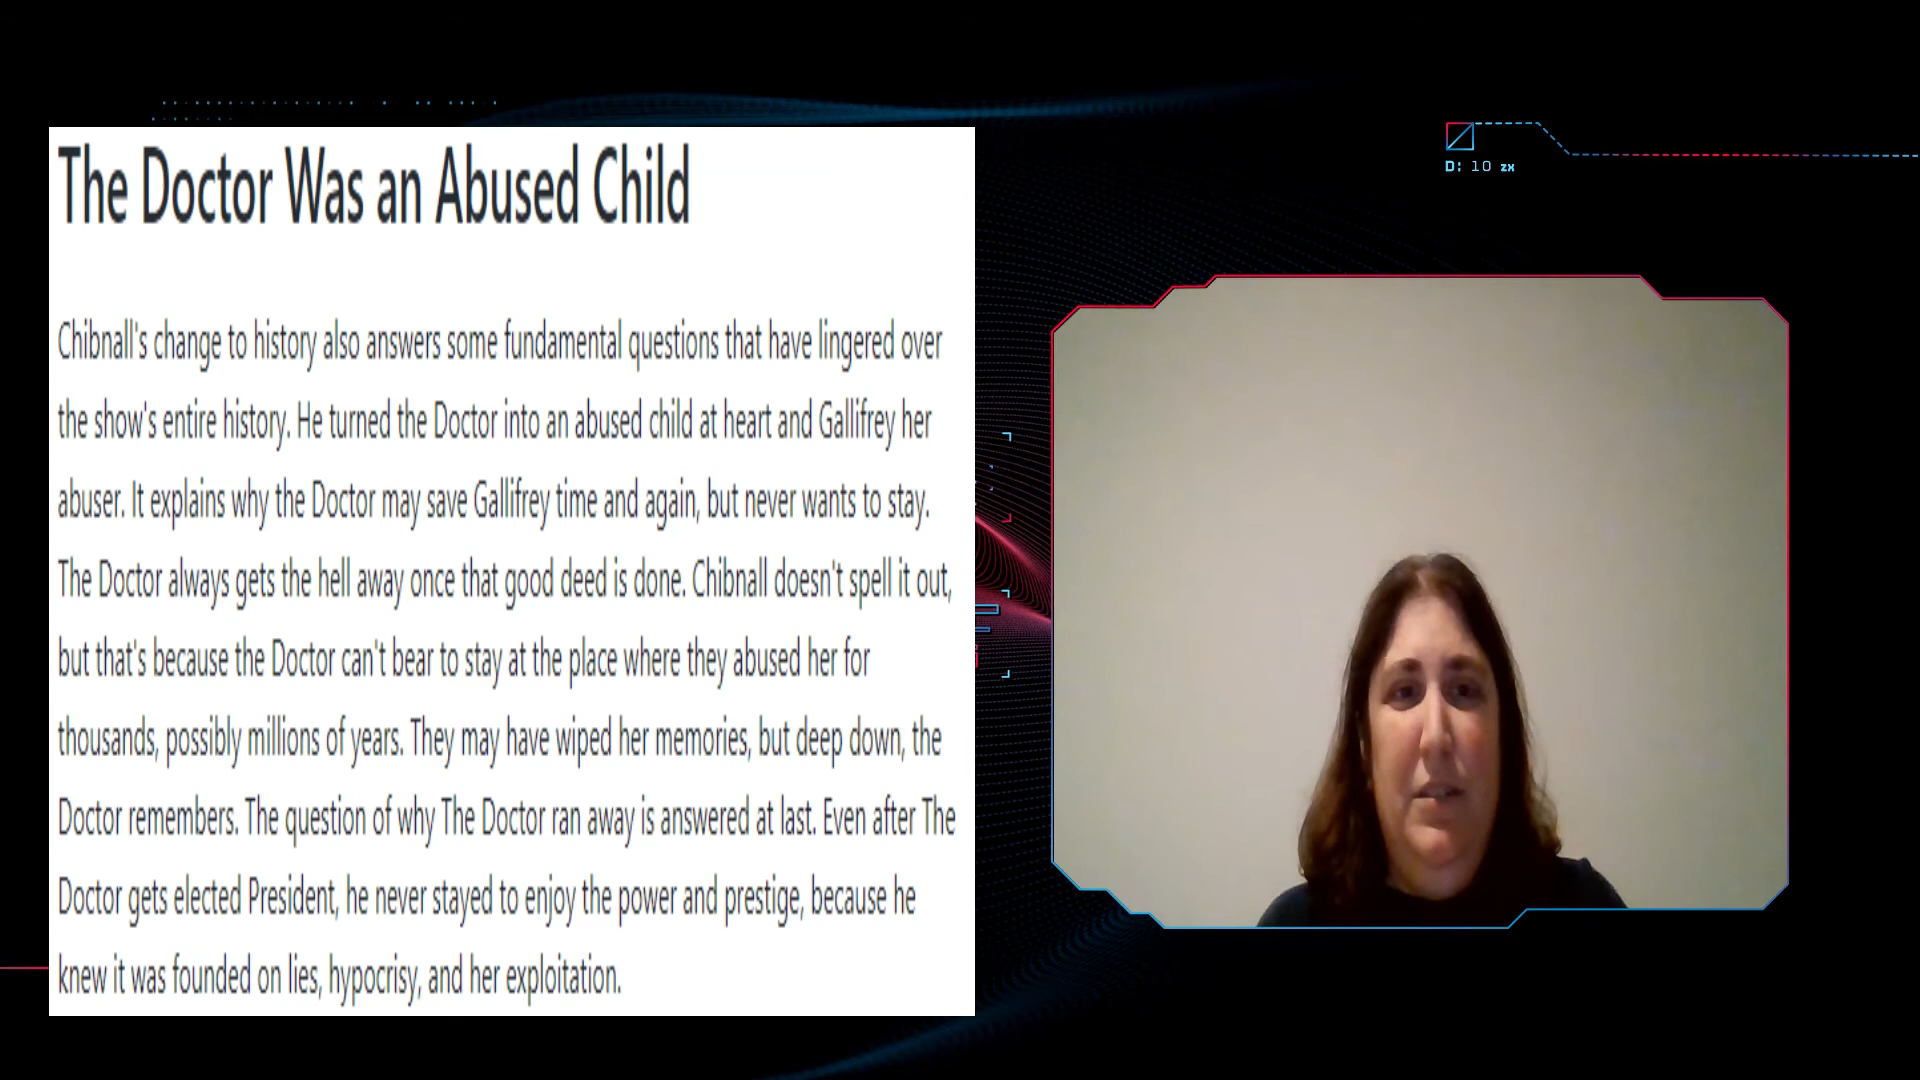 The Doctor Was an Abused Child
Chibnall's change to history also answers some fundamental questions that have lingered over
the show's entire history. He turned the Doctor into an abused child at heart and Gallifrey her
abuser. It explains why the Doctor may save Gallifrey time and again, but never wants to stay.
The Doctor always gets the hell away once that good deed is done. Chibnall doesn't spell it out,
but that's because the Doctor can't bear to stay at the place where they abused her for
thousands, possibly millions of years. They may have wiped her memories, but deep down, the
Doctor remembers. The question of why The Doctor ran away is answered at last. Even after The
Doctor gets elected President, he never stayed to enjoy the power and prestige, because he
knew it was founded on lies, hypocrisy, and her exploitation.
D: 10 zx